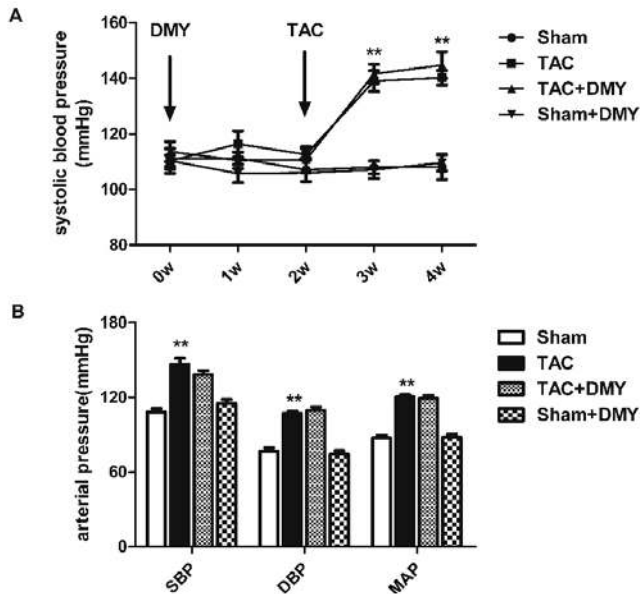 A
DMY
TAC
**
**
Sham
TAC
TAC+DMY
Sham+DMY
systolic blood pressure
(mmHg)
160
140
120
100
80
0w
1w
2w
3w
4w
B
arterial pressure(mmHg)
180
120
60
0
**
**
**
Sham
TAC
TAC+DMY
Sham+DMY
SBP
DBP
MAP